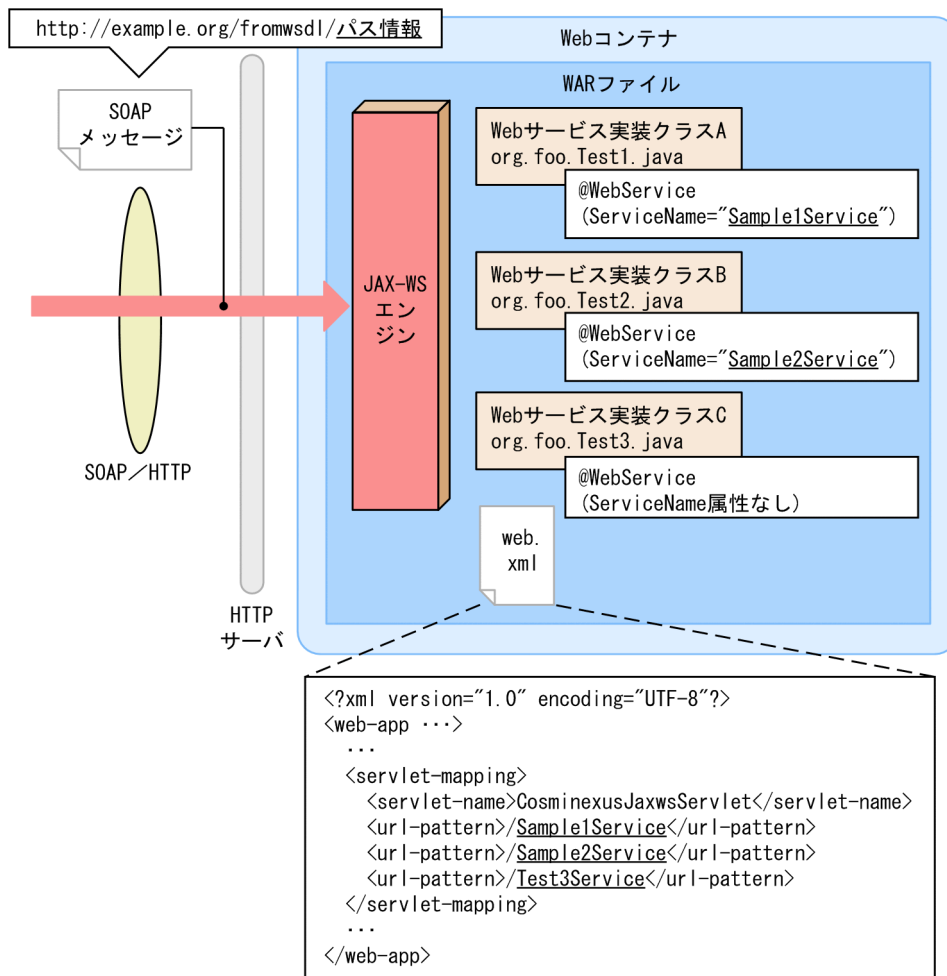 http://example.org/fromwsdl/パス情報
Webコンテナ
WARファイル
SOAP
メッセージ
Webサービス実装クラスA
org.foo.Test1.java
@WebService
(ServiceName="Sample1Service")
JAX-WS
エン
ジン
Webサービス実装クラスB
org.foo.Test2.java
@WebService
(ServiceName="Sample2Service")
Webサービス実装クラスC
org.foo.Test3.java
@WebService
(ServiceName属性なし)
SOAP/HTTP
web.
xml
HTTP
サーバ
<?xml version="1.0" encoding="UTF-8"?>
<web-app ···>
···
<servlet-mapping>
<servlet-name>CosminexusJaxwsServlet</servlet-name>
<url-pattern>/Sample1Service</url-pattern>
<url-pattern>/Sample2Service</url-pattern>
<url-pattern>/Test3Service</url-pattern>
</servlet-mapping>
···
</web-app>